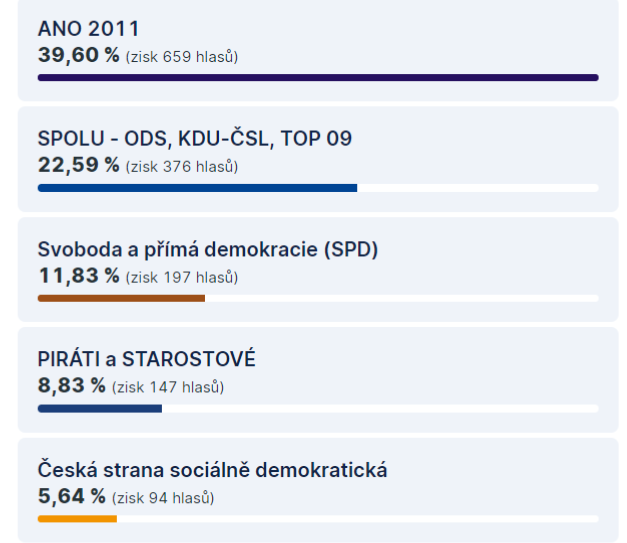 ANO 2011
39,60 % (zisk 659 hlasů)
SPOLU - ODS, KDU-ČSL, TOP 09
22,59 % (zisk 376 hlasů)
Svoboda a přímá demokracie (SPD)
11,83 % (zisk 197 hlasů)
PIRÁTI a STAROSTOVÉ
8,83 % (zisk 147 hlasů)
Česká strana sociálně demokratická
5,64 % (zisk 94 hlasů)